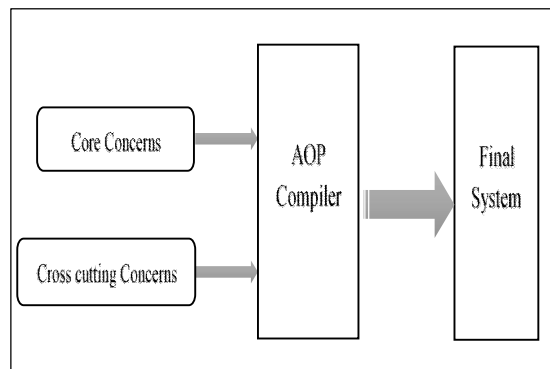 Core Concerns
Cross cutting Concerns
AOP
Compiler
Final
System